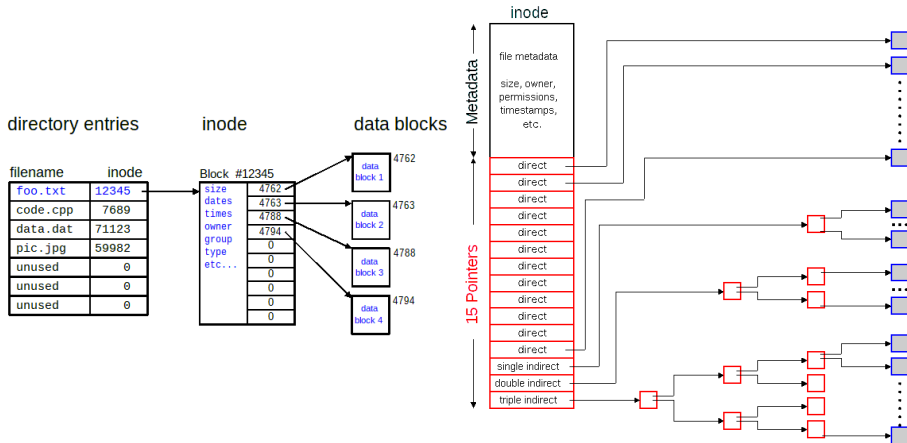 directory entries
filename inode
foo.txt 12345
code.cpp 7689
data.dat 71123
pic.jpg 59982
unused 0
unused 0
unused 0
inode
Block #12345
size 4762
dates 4763
times 4788
owner 4794
group 0
type 0
etc... 0
0
0
0
data blocks
data
block 1
4762
data
block 2
4763
data
block 3
4788
data
block 4
4794
inode
Metadata
file metadata
size, owner,
permissions,
timestamps,
etc.
15 Pointers
direct
direct
direct
direct
direct
direct
direct
direct
direct
direct
direct
direct
single indirect
double indirect
triple indirect